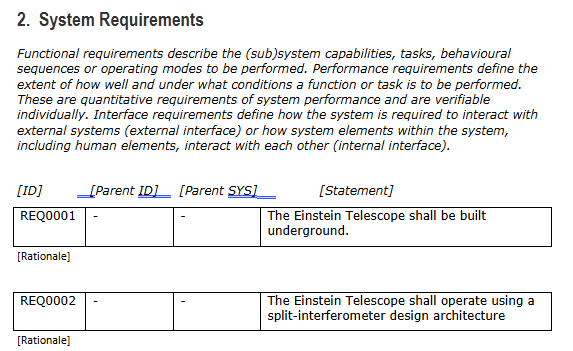 2. System Requirements
Functional requirements describe the (sub)system capabilities, tasks, behavioural
sequences or operating modes to be performed. Performance requirements define the
extent of how well and under what conditions a function or task is to be performed.
These are quantitative requirements of system performance and are verifiable
individually. Interface requirements define how the system is required to interact with
external systems (external interface) or how system elements within the system,
including human elements, interact with each other (internal interface).
[ID] [Parent ID] [Parent SYS] [Statement]
REQ0001 - - The Einstein Telescope shall be built
underground.
[Rationale]
REQ0002 - - The Einstein Telescope shall operate using a
split-interferometer design architecture
[Rationale]